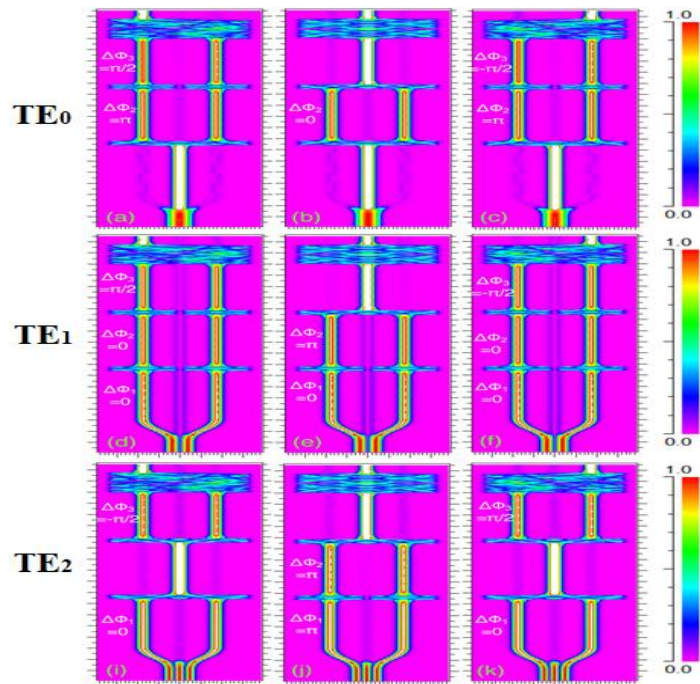 1.0
ΔΦ₃
=π/2
ΔΦ₃
=-π/2
TE₀
ΔΦ₂
=π
ΔΦ₂
=0
ΔΦ₂
=π
(a)
(b)
(c)
0.0
1.0
ΔΦ₃
=π/2
ΔΦ₃
=-π/2
TE₁
ΔΦ₂
=0
ΔΦ₂
=π
ΔΦ₂
=0
ΔΦ₁
=0
ΔΦ₁
=0
ΔΦ₁
=0
(d)
(e)
(f)
0.0
1.0
ΔΦ₃
=-π/2
ΔΦ₃
=π/2
TE₂
ΔΦ₂
=π
ΔΦ₁
=0
ΔΦ₁
=π
ΔΦ₁
=0
(i)
(j)
(k)
0.0